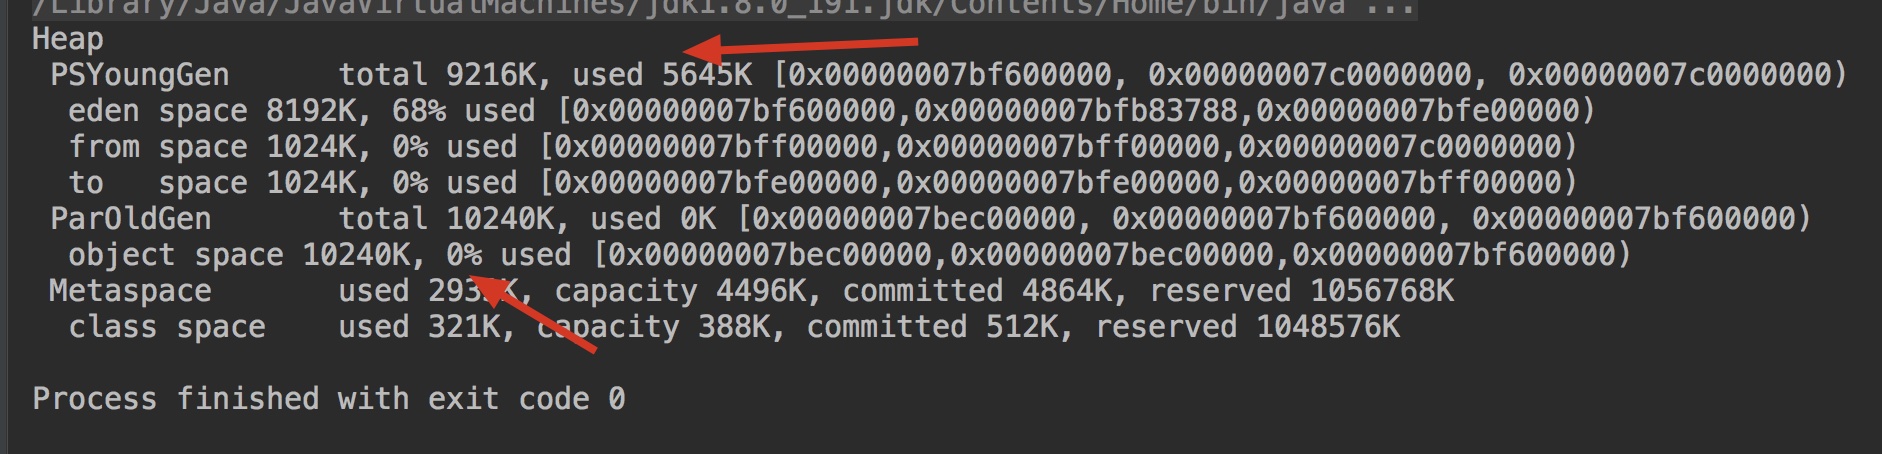 /Library/Java/JavaVirtualMachines/jdk1.8.0_191.jdk/Contents/Home/bin/java ...
Heap
PSYoungGen total 9216K, used 5645K [0x00000007bf600000, 0x00000007c0000000, 0x00000007c0000000)
eden space 8192K, 68% used [0x00000007bf600000,0x00000007bfb83788,0x00000007bfe00000)
from space 1024K, 0% used [0x00000007bff00000,0x00000007bff00000,0x00000007c0000000)
to space 1024K, 0% used [0x00000007bfe00000,0x00000007bfe00000,0x00000007bff00000)
ParOldGen total 10240K, used 0K [0x00000007bec00000, 0x00000007bf600000, 0x00000007bf600000)
object space 10240K, 0% used [0x00000007bec00000,0x00000007bec00000,0x00000007bf600000)
Metaspace used capacity 4496K, committed 4864K, reserved 1056768K
class space used 321K, capacity 388K, committed 512K, reserved 1048576K
Process finished with exit code 0